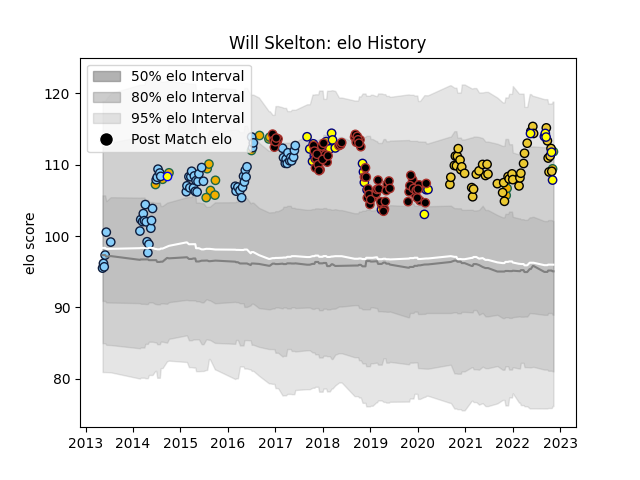 Will Skelton: elo History
50% elo Interval
80% elo Interval
95% elo Interval
Post Match elo
elo score
120
110
100
90
80
2013 2014 2015 2016 2017 2018 2019 2020 2021 2022 2023